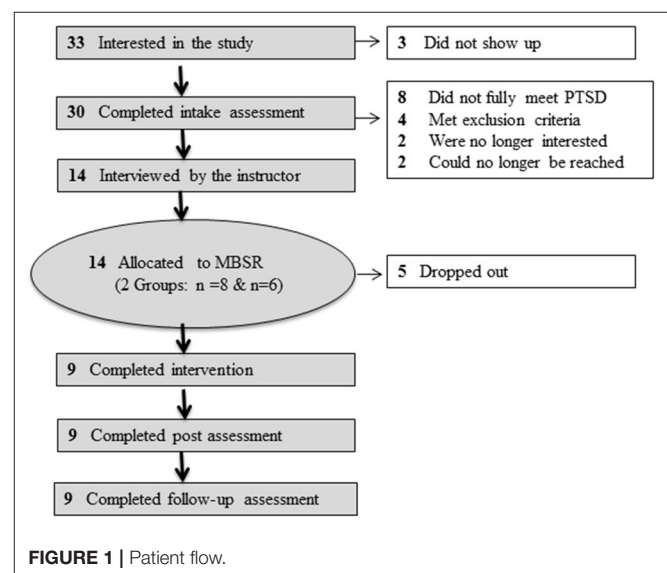 33 Interested in the study
3 Did not show up
30 Completed intake assessment
8 Did not fully meet PTSD
4 Met exclusion criteria
2 Were no longer interested
2 Could no longer be reached
14 Interviewed by the instructor
14 Allocated to MBSR
(2 Groups: n =8 & n=6)
5 Dropped out
9 Completed intervention
9 Completed post assessment
9 Completed follow-up assessment
FIGURE 1 | Patient flow.